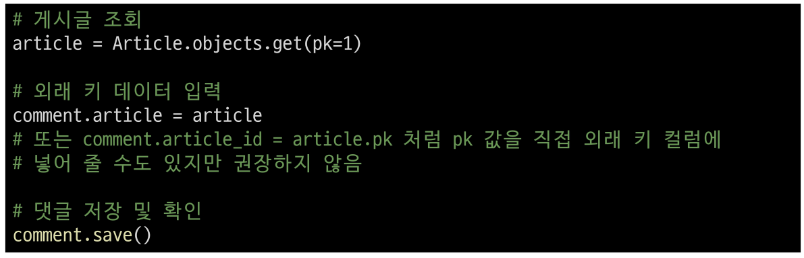 # 게시글 조회
article = Article.objects.get(pk=1)
# 외래 키 데이터 입력
comment.article = article
# 또는 comment.article_id = article.pk 처럼 pk 값을 직접 외래 키 컬럼에
# 넣어 줄 수도 있지만 권장하지 않음
# 댓글 저장 및 확인
comment.save()